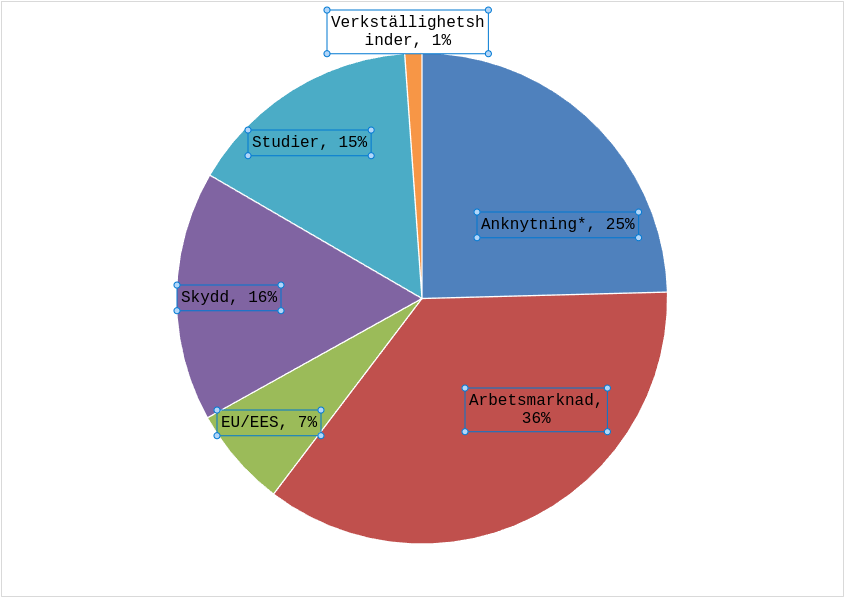 Verkställighetsh
inder, 1%
Studier, 15%
Anknytning*, 25%
Skydd, 16%
Arbetsmarknad,
36%
EU/EES, 7%